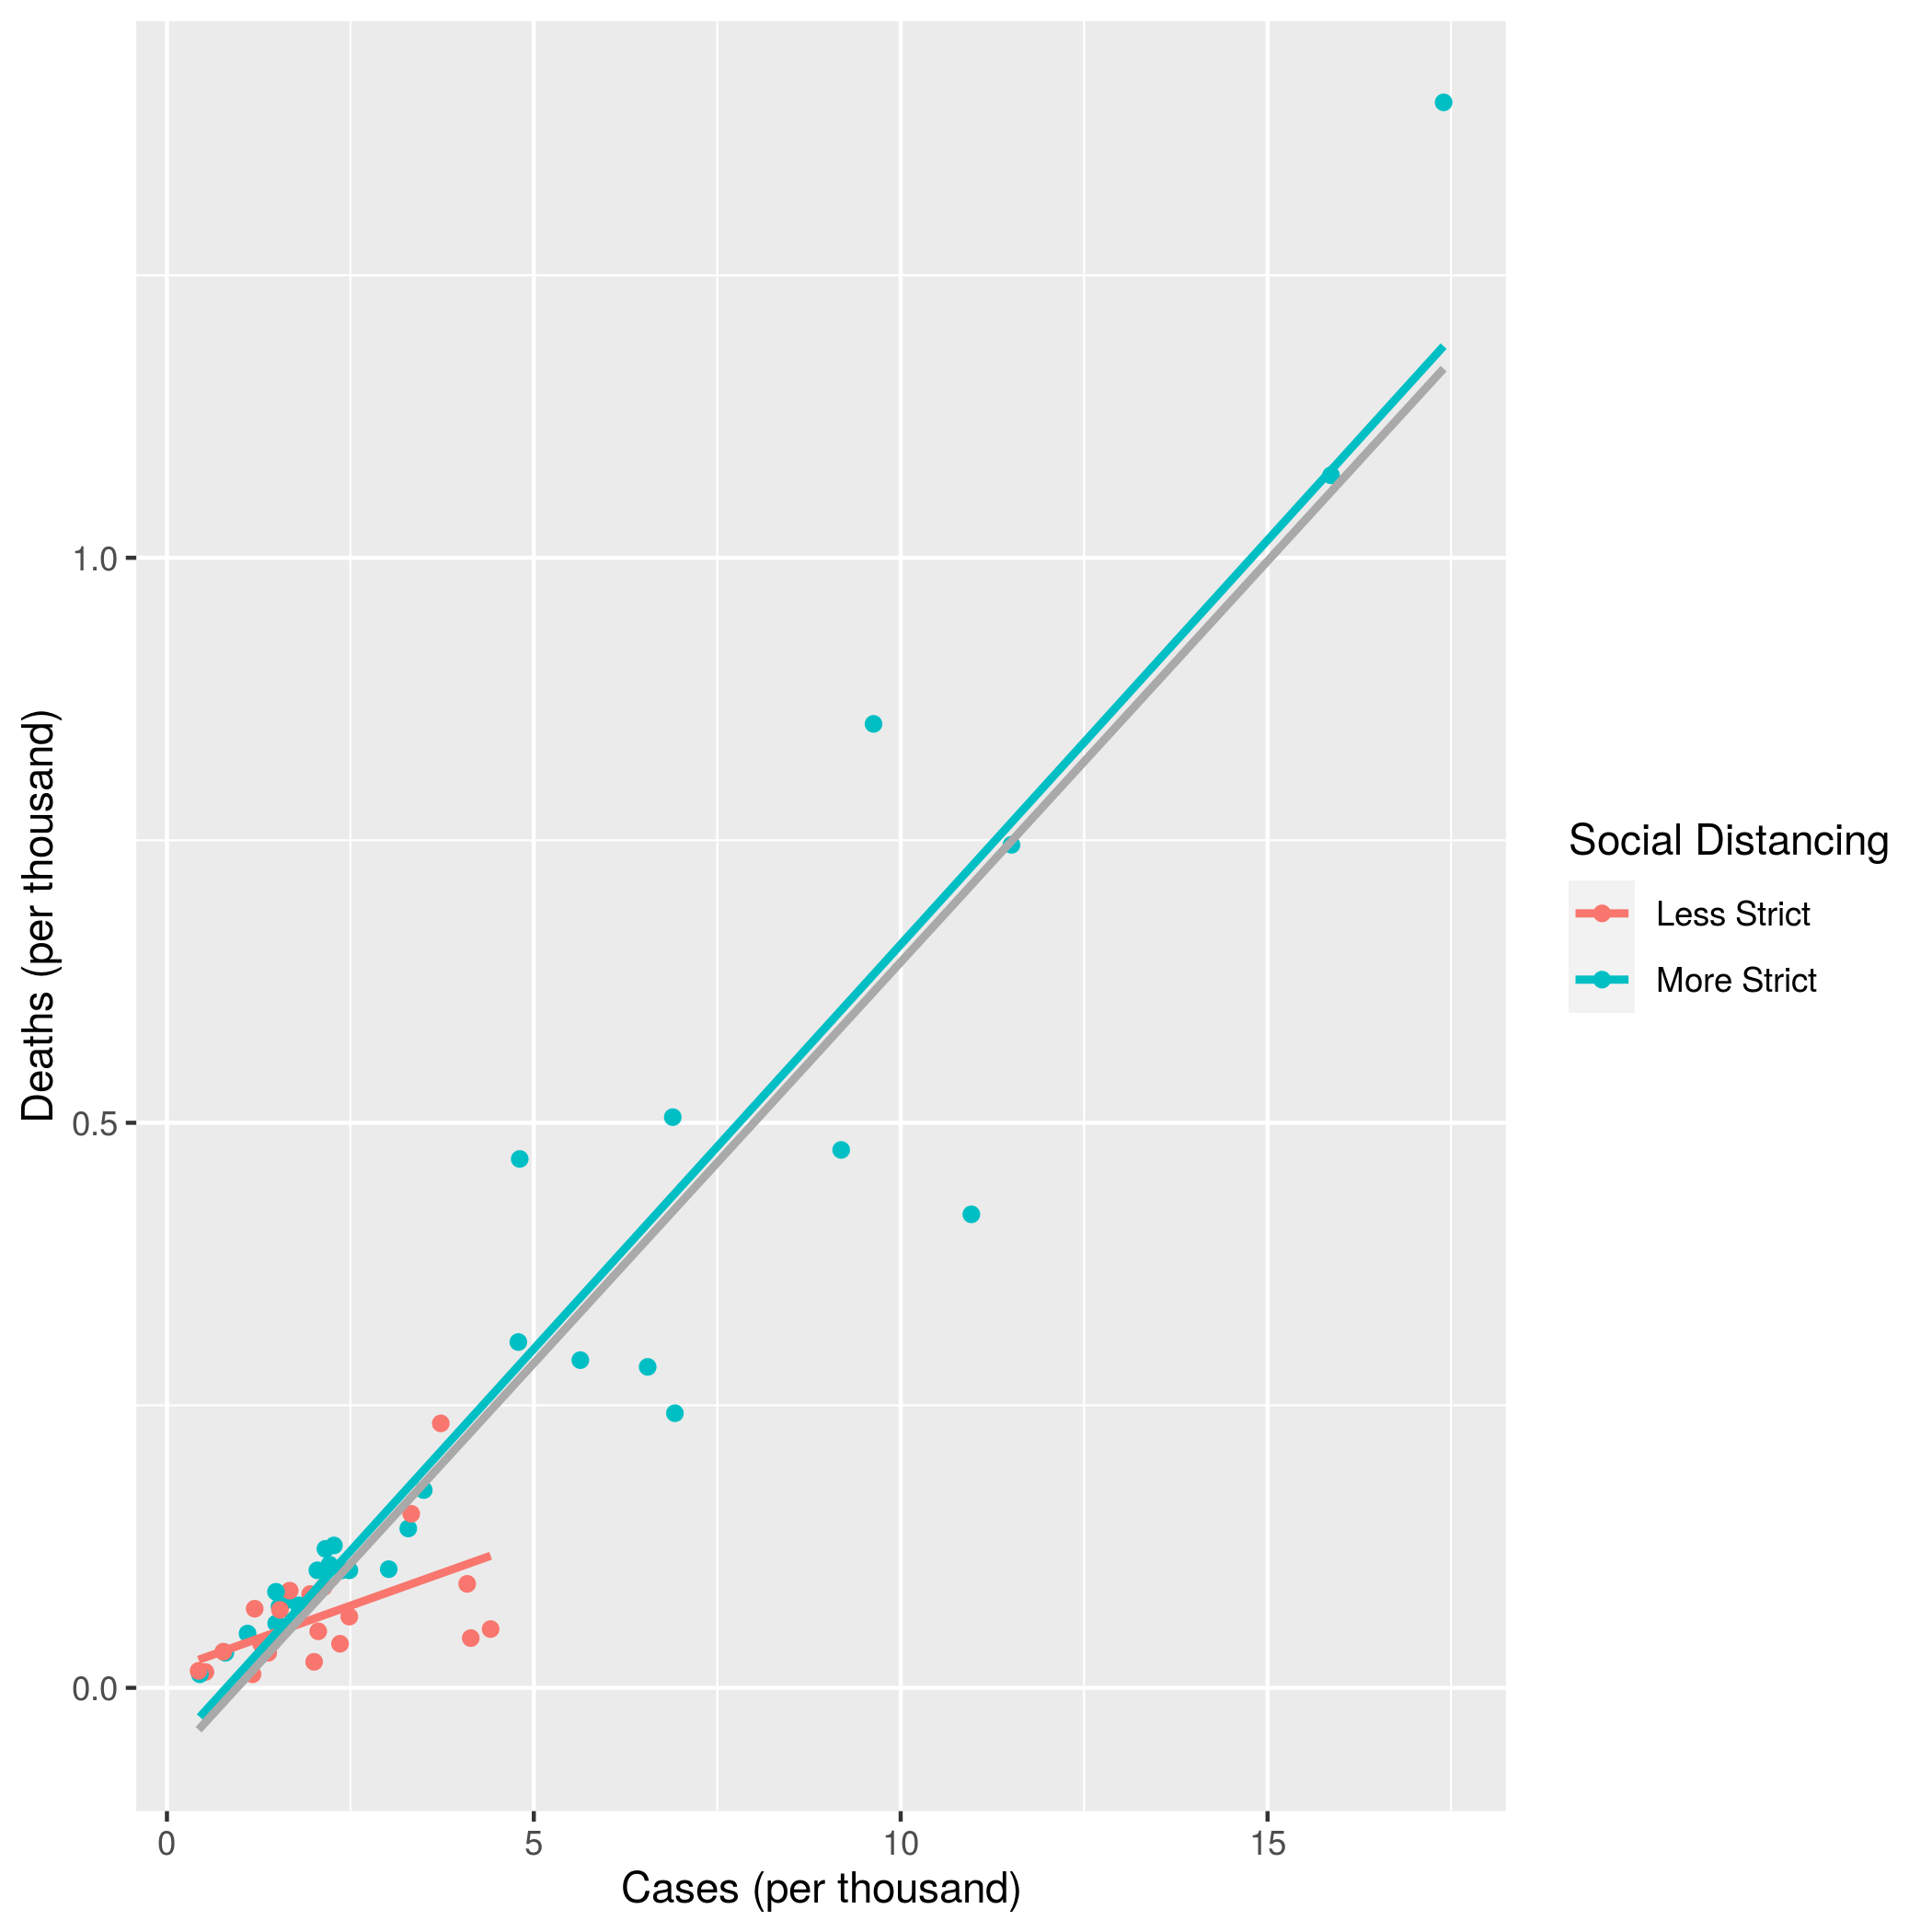 1.0
0.5
0.0
0
5
10
15
Deaths (per thousand)
Cases (per thousand)
Social Distancing
Less Strict
More Strict